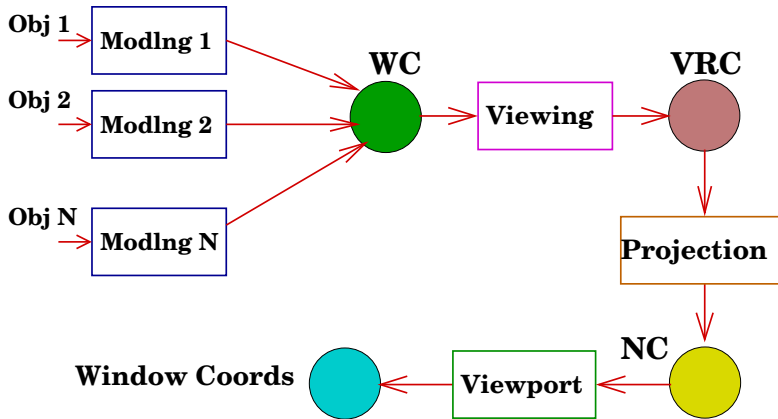 Obj 1
Modlng 1
WC
VRC
Obj 2
Modlng 2
Viewing
Obj N
Modlng N
Projection
NC
Window Coords
Viewport